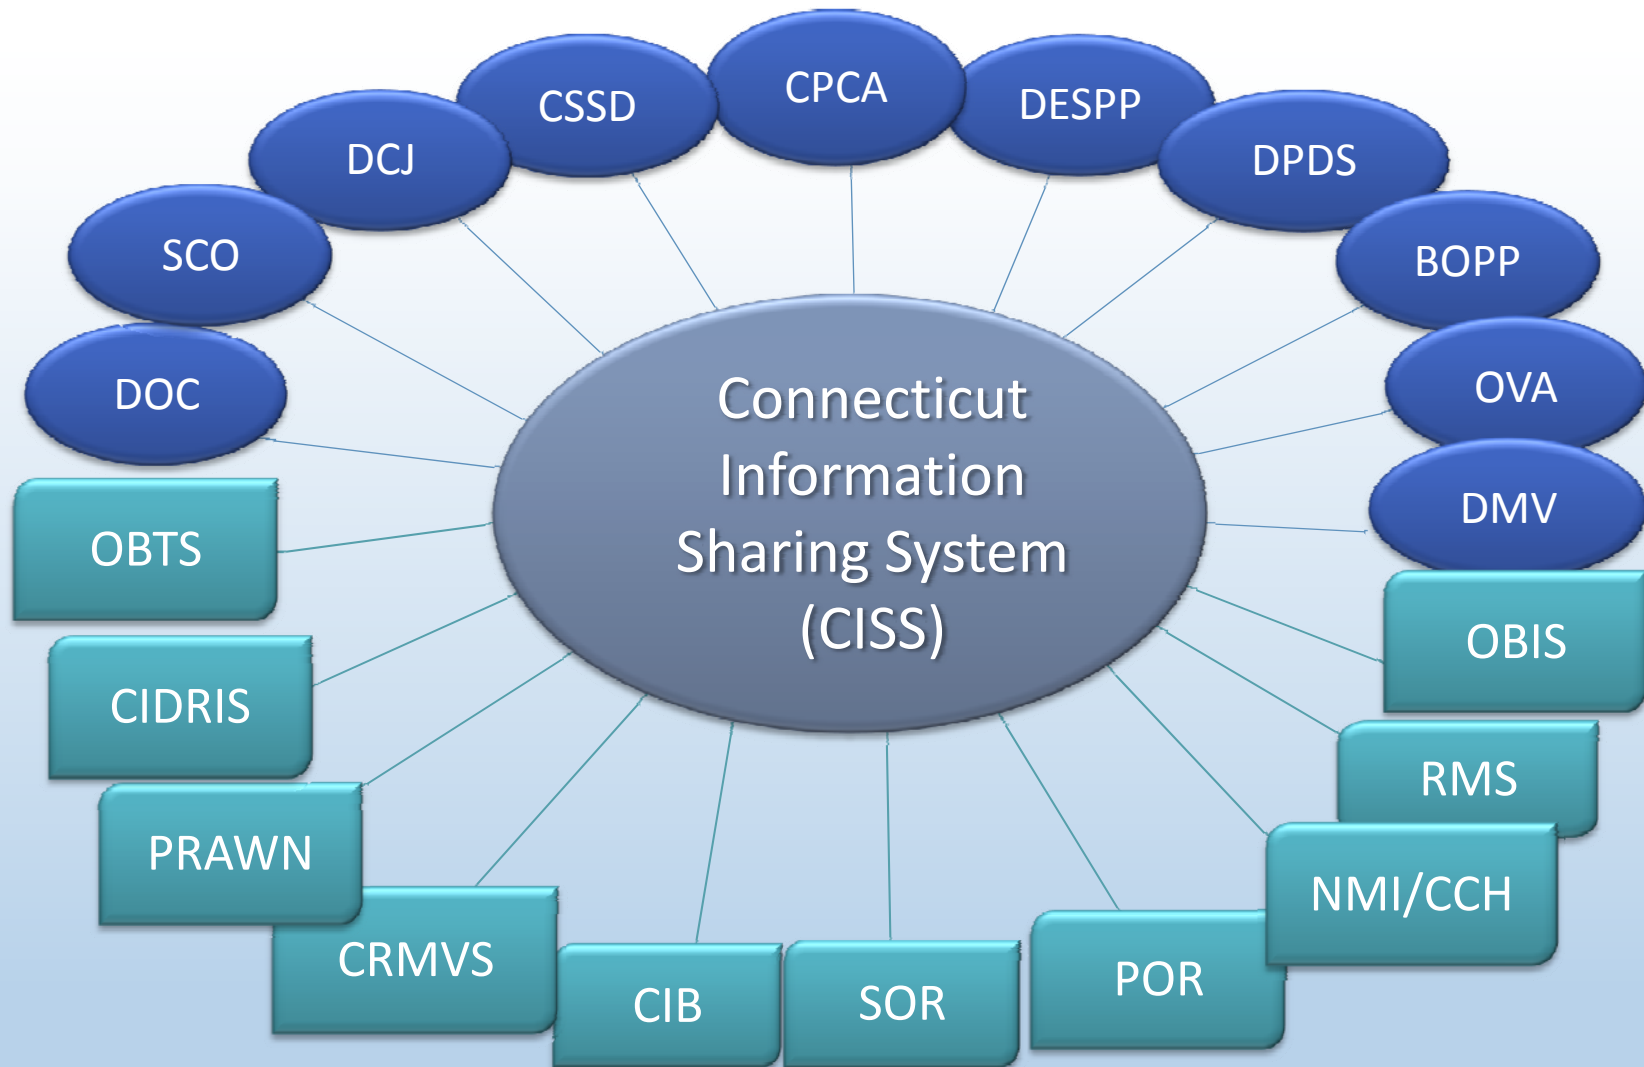 CPCA
CSSD
DESPP
DCJ
DPDS
SCO
BOPP
DOC
OVA
Connecticut
Information
Sharing System
(CISS)
DMV
OBTS
OBIS
CIDRIS
RMS
PRAWN
NMI/CCH
CRMVS
POR
CIB
SOR